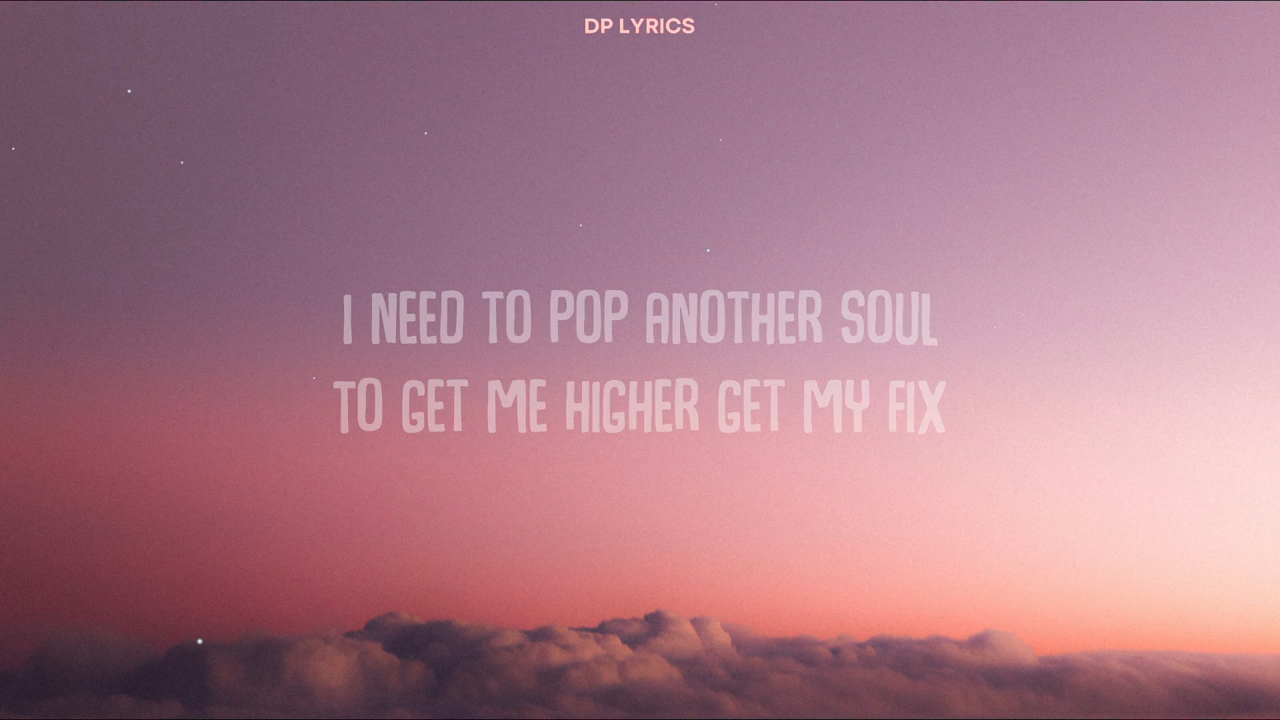 DP LYRICS
I NEED TO POP ANOTHER SOUL
TO GET ME HIGHER GET MY FIX